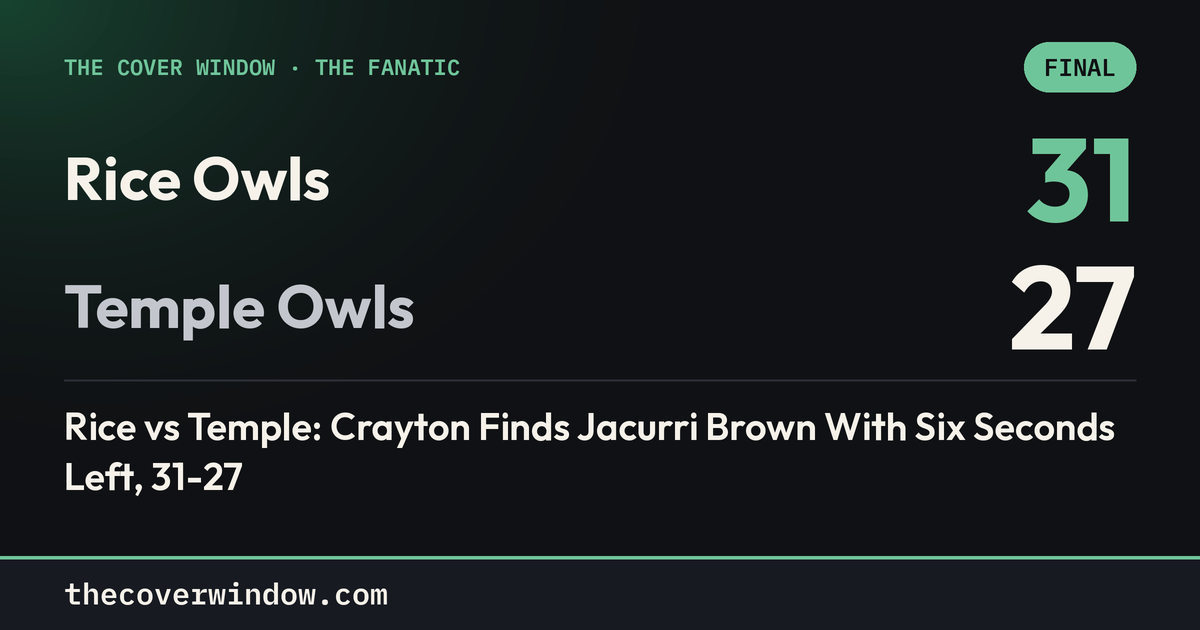 THE COVER WINDOW · THE FANATIC
FINAL
Rice Owls
31
Temple Owls
27
Rice vs Temple: Crayton Finds Jacurri Brown With Six Seconds
Left, 31-27
thecoverwindow.com